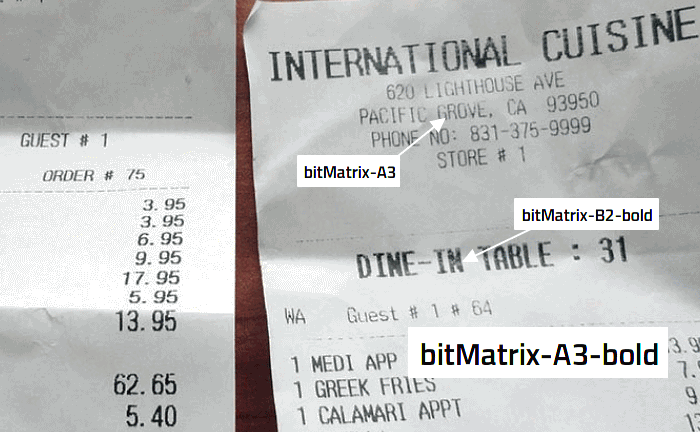 GUEST # 1
ORDER # 75
3.95
3.95
6.95
9.95
17.95
5.95
13.95
62.65
5.40
INTERNATIONAL CUISINE
620 LIGHTHOUSE AVE
PACIFIC GROVE, CA 93950
PHONE NO: 831-375-9999
STORE # 1
bitMatrix-A3
bitMatrix-B2-bold
DINE-IN TABLE : 31
WA Guest # 1 # 64
bitMatrix-A3-bold
1 MEDI APP
1 GREEK FRIES
1 CALAMARI APPT